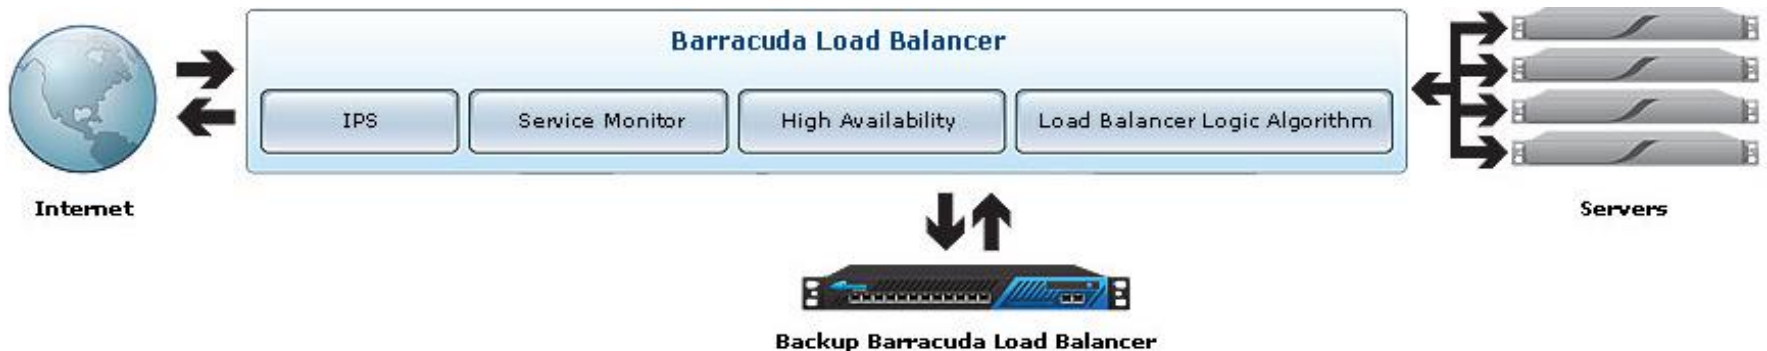 Barracuda Load Balancer
IPS
Service Monitor
High Availability
Load Balancer Logic Algorithm
Internet
Servers
Backup Barracuda Load Balancer